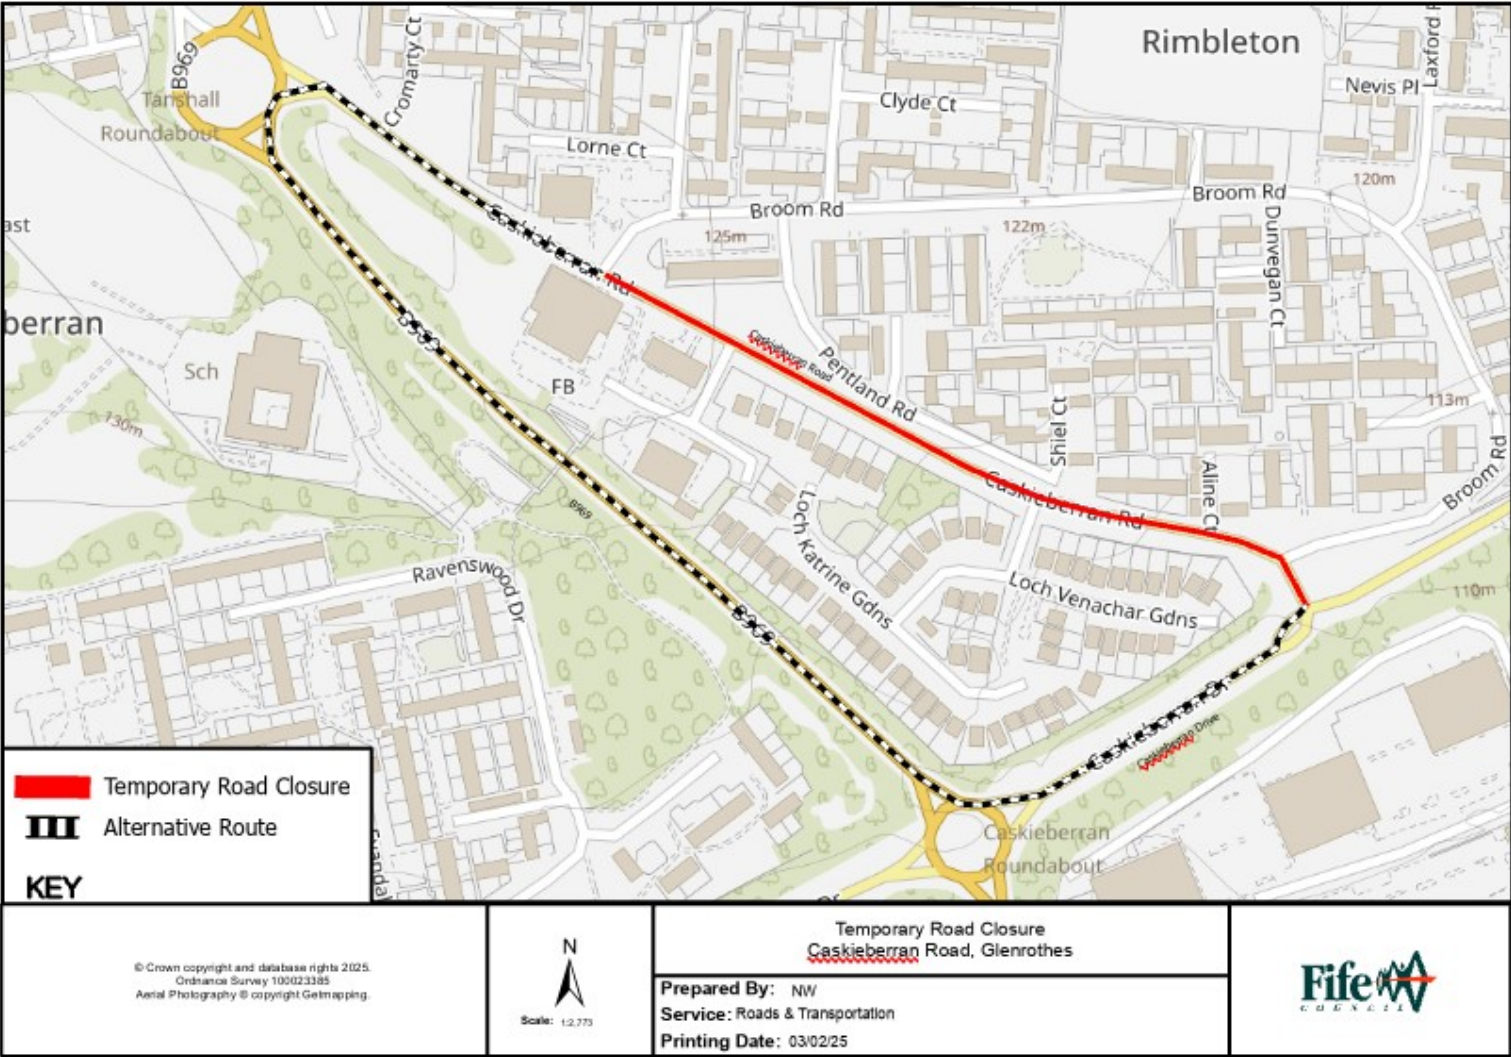 Rimbleton
B969
Cromarty Ct
Laxford
Nevis Pl
Clyde Ct
Tanshall
Roundabout
Lorne Ct
Broom Rd
Broom Rd
120m
125m
122m
Dunvegan Ct
ast
Caskieberran Rd
berran
B969
Caskieberran Road
Pentland Rd
Sch
FB
130m
113m
Shiel Ct
Broom Rd
Aline Ct
Caskieberran Rd
B969
Loch Katrine Gdns
Ravenswood Dr
Loch Venachar Gdns
110m
B969
Caskieberran Dr
Caskieberran Drive
Caskieberran
Roundabout
Temporary Road Closure
Alternative Route
KEY
© Crown copyright and database rights 2025.
Ordnance Survey 100023385
Aerial Photography © copyright Getmapping.
N
Scale: 1:2,773
Temporary Road Closure
Caskieberran Road, Glenrothes
Prepared By: NW
Service: Roads & Transportation
Printing Date: 03/02/25
Fife
COUNCIL